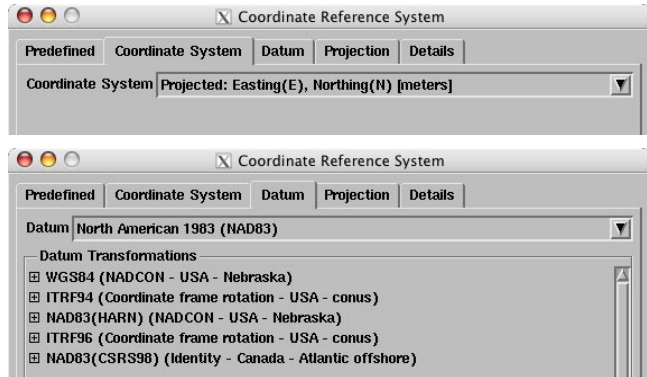 Coordinate Reference System
Predefined Coordinate System Datum Projection Details
Coordinate System Projected: Easting(E), Northing(N) [meters]
Coordinate Reference System
Predefined Coordinate System Datum Projection Details
Datum North American 1983 (NAD83)
Datum Transformations
WGS84 (NADCON - USA - Nebraska)
ITRF94 (Coordinate frame rotation - USA - conus)
NAD83(HARN) (NADCON - USA - Nebraska)
ITRF96 (Coordinate frame rotation - USA - conus)
NAD83(CSRS98) (Identity - Canada - Atlantic offshore)